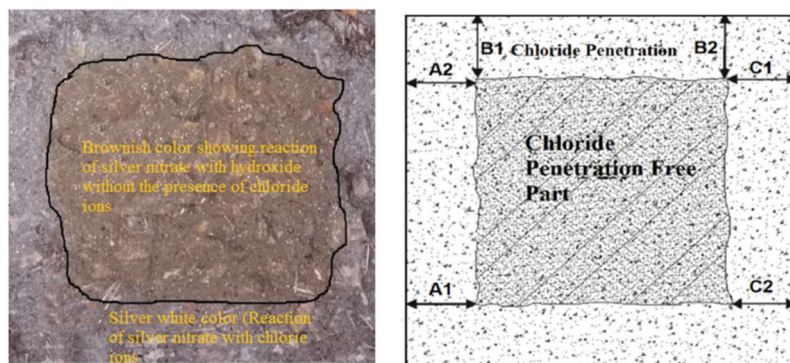 Brownish color showing reaction
of silver nitrate with hydroxide
without the presence of chloride
ions
Silver white color (Reaction
of silver nitrate with chlorie
ions
B1
Chloride Penetration
B2
A2
C1
Chloride
Penetration Free
Part
A1
C2